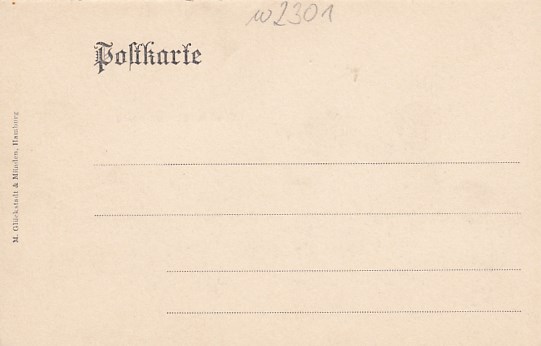 w2301
Postkarte
M. Glückstadt & Münden, Hamburg